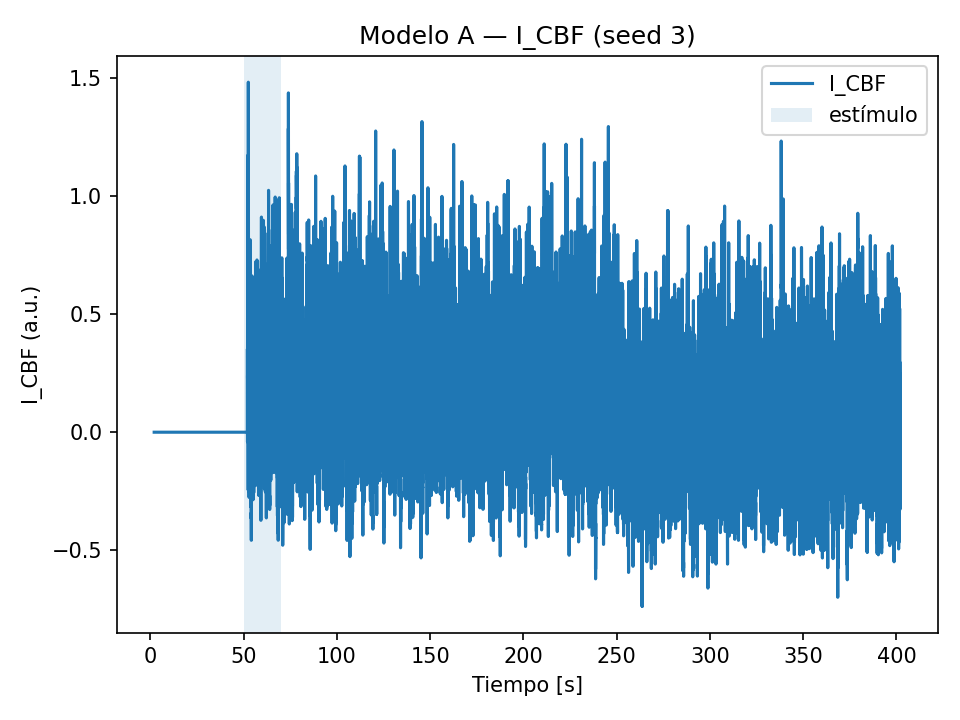 Modelo A — I_CBF (seed 3)
I_CBF
estímulo
I_CBF (a.u.)
1.5
1.0
0.5
0.0
−0.5
0 50 100 150 200 250 300 350 400
Tiempo [s]